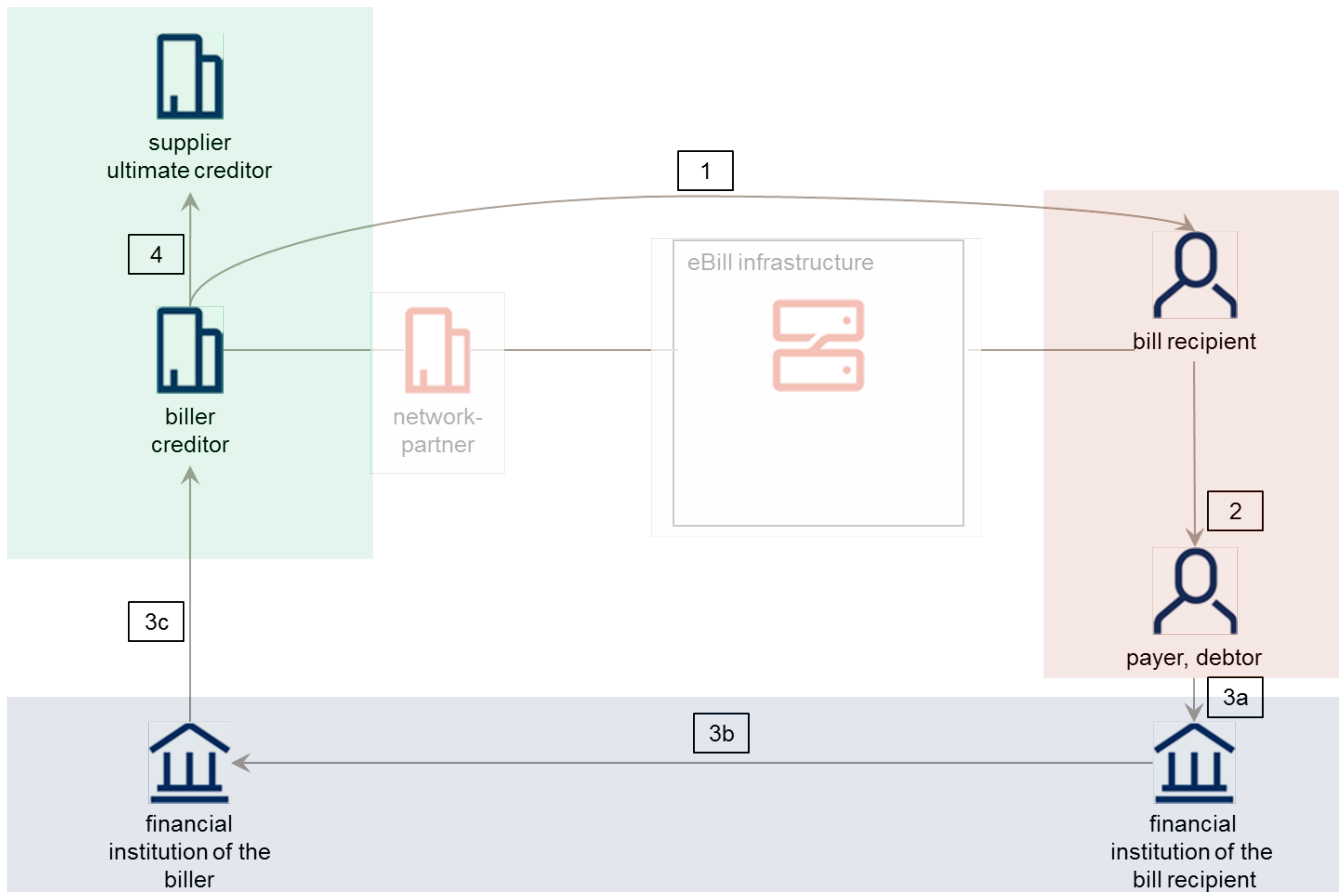 supplier
ultimate creditor
1
4
eBill infrastructure
bill recipient
biller
creditor
network-
partner
2
3c
payer, debtor
3a
3b
financial
institution of the
biller
financial
institution of the
bill recipient